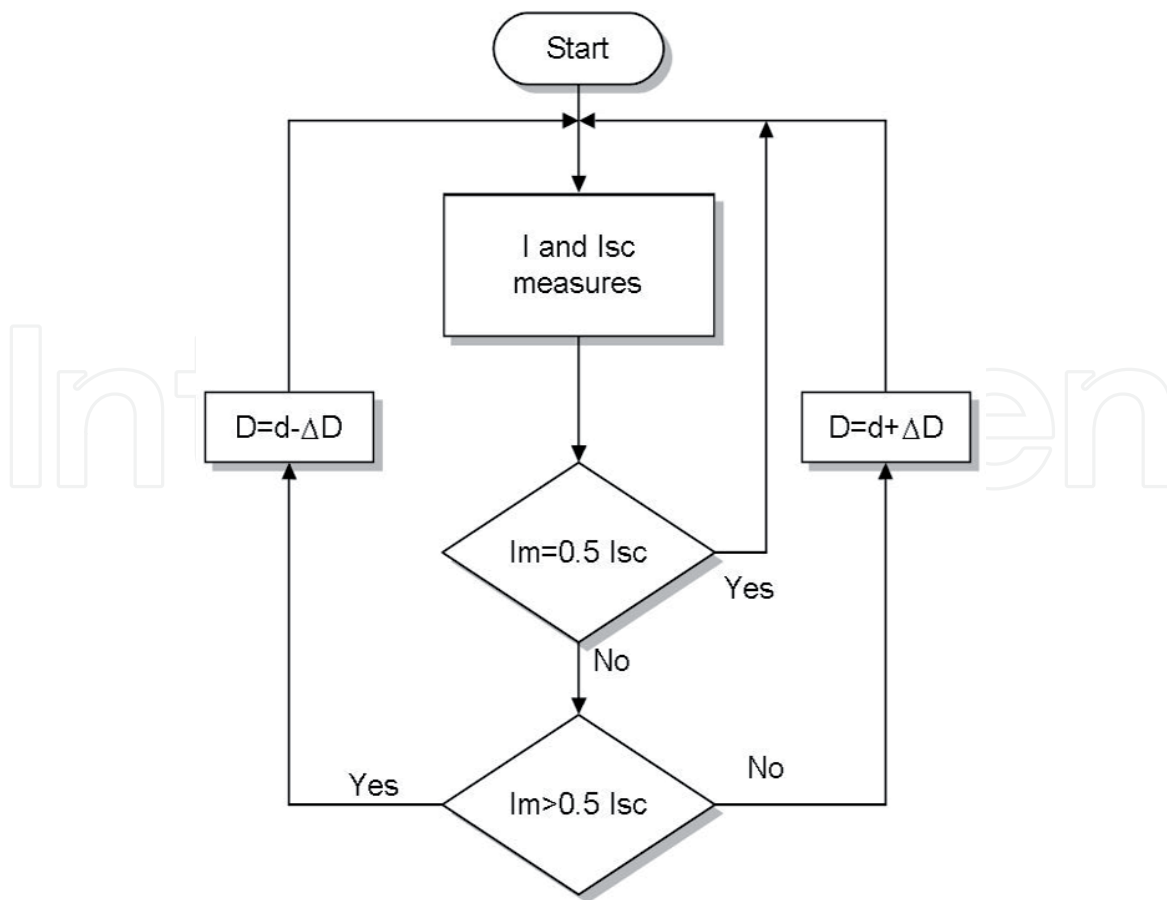 Start
I and Isc
measures
D=d-ΔD
D=d+ΔD
Im=0.5 Isc
Yes
No
Im>0.5 Isc
Yes
No